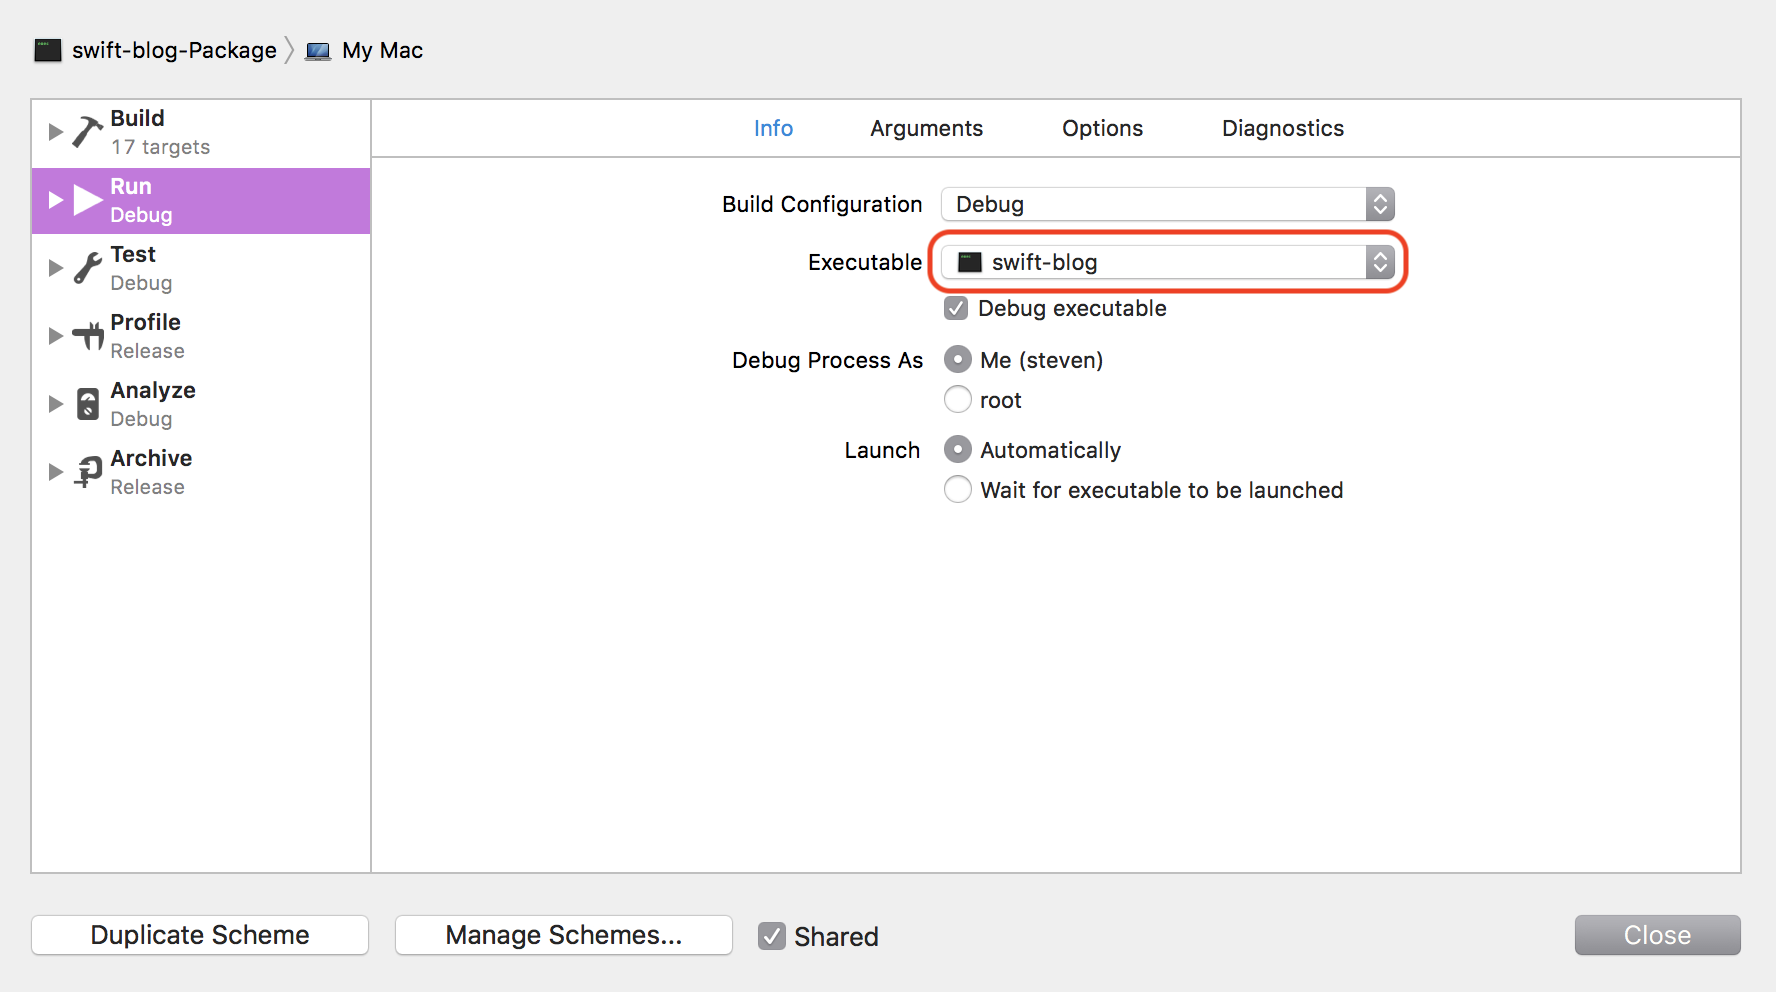 swift-blog-Package My Mac
Build
17 targets
Run
Debug
Test
Debug
Profile
Release
Analyze
Debug
Archive
Release
Info Arguments Options Diagnostics
Build Configuration Debug
Executable swift-blog
Debug executable
Debug Process As Me (steven)
root
Launch Automatically
Wait for executable to be launched
Duplicate Scheme Manage Schemes... Shared Close